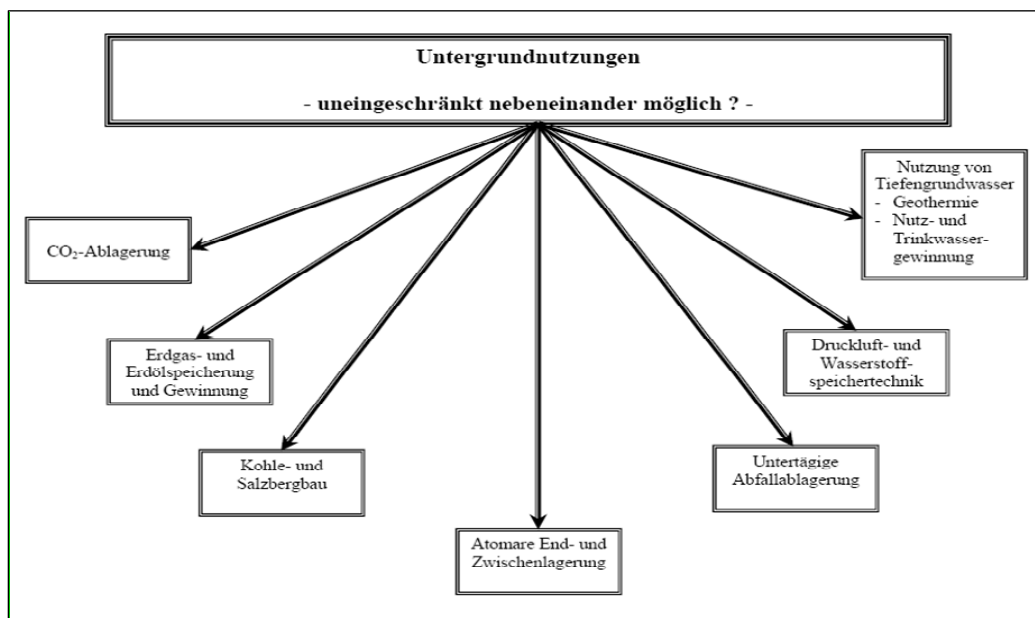 Untergrundnutzungen
- uneingeschränkt nebeneinander möglich ? -
Nutzung von
Tiefengrundwasser
- Geothermie
- Nutz- und
Trinkwasser-
gewinnung
CO₂-Ablagerung
Erdgas- und
Erdölspeicherung
und Gewinnung
Druckluft- und
Wasserstoff-
speichertechnik
Kohle- und
Salzbergbau
Untertägige
Abfallablagerung
Atomare End- und
Zwischenlagerung